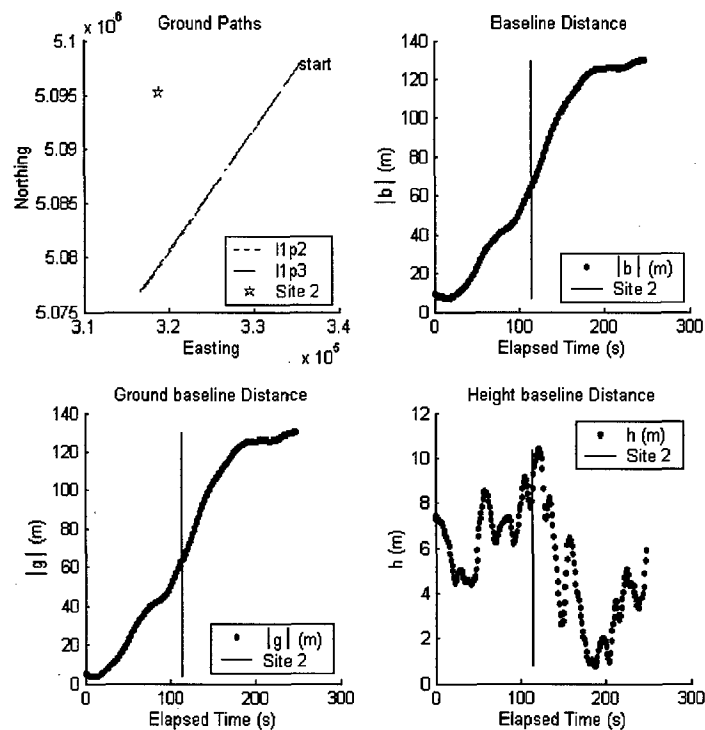 Ground Paths
× 10⁶
5.1
5.095
5.09
5.085
5.08
5.075
Northing
start
l1p2
l1p3
Site 2
3.1
3.2
3.3
3.4
Easting
× 10⁵
Baseline Distance
140
120
100
80
60
40
20
0
|b| (m)
|b| (m)
Site 2
0
100
200
300
Elapsed Time (s)
Ground baseline Distance
140
120
100
80
60
40
20
0
|g| (m)
|g| (m)
Site 2
0
100
200
300
Elapsed Time (s)
Height baseline Distance
12
10
8
6
4
2
0
h (m)
h (m)
Site 2
0
100
200
300
Elapsed Time (s)